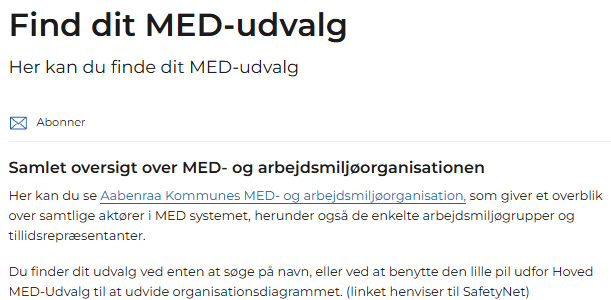 Find dit MED-udvalg
Her kan du finde dit MED-udvalg
Abonner
Samlet oversigt over MED- og arbejdsmiljøorganisationen
Her kan du se Aabenraa Kommunes MED- og arbejdsmiljøorganisation, som giver et overblik
over samtlige aktører i MED systemet, herunder også de enkelte arbejdsmiljøgrupper og
tillidsrepræsentanter.
Du finder dit udvalg ved enten at søge på navn, eller ved at benytte den lille pil udfor Hoved
MED-Udvalg til at udvide organisationsdiagrammet. (linket henviser til SafetyNet)